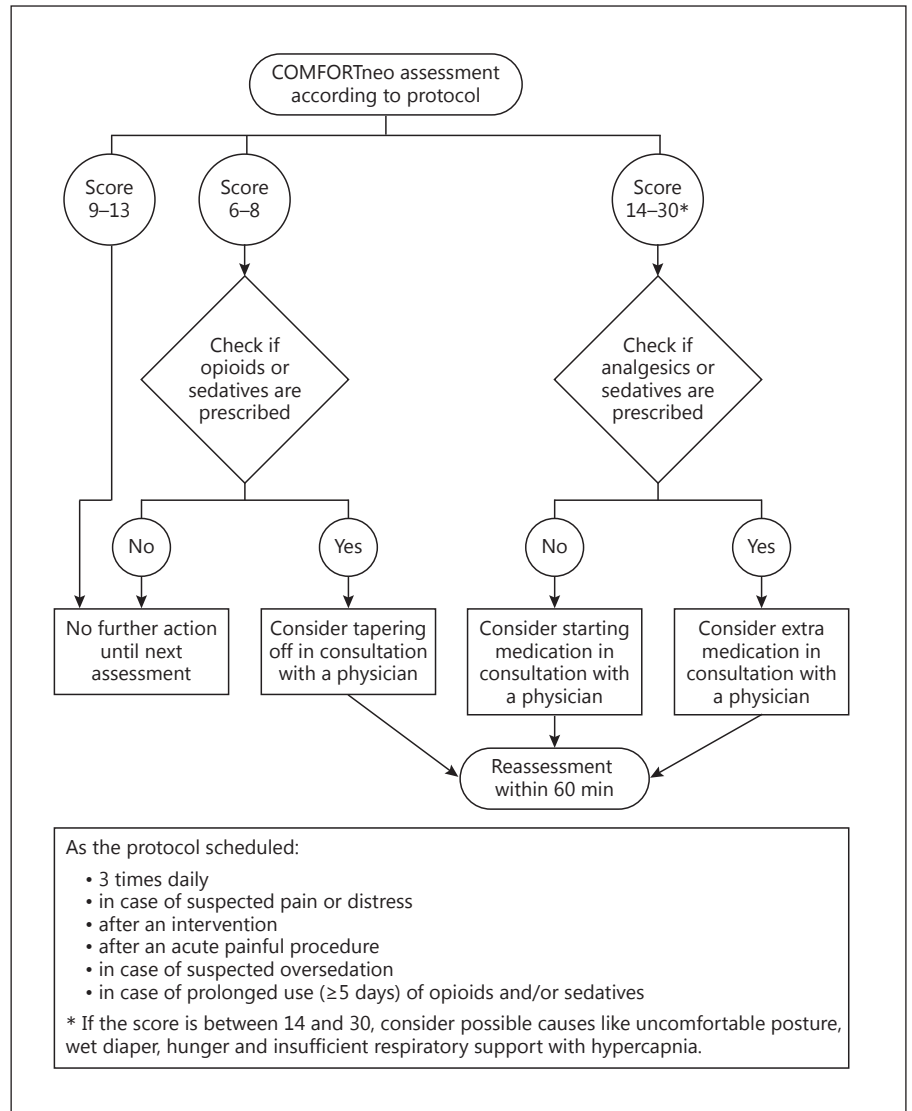 COMFORTneo assessment
according to protocol
Score
9–13
Score
6–8
Score
14–30*
Check if
opioids or
sedatives are
prescribed
Check if
analgesics or
sedatives are
prescribed
No
Yes
No
Yes
No further action
until next
assessment
Consider tapering
off in consultation
with a physician
Consider starting
medication in
consultation with
a physician
Consider extra
medication in
consultation with
a physician
Reassessment
within 60 min
As the protocol scheduled:
• 3 times daily
• in case of suspected pain or distress
• after an intervention
• after an acute painful procedure
• in case of suspected oversedation
• in case of prolonged use (≥5 days) of opioids and/or sedatives
* If the score is between 14 and 30, consider possible causes like uncomfortable posture,
wet diaper, hunger and insufficient respiratory support with hypercapnia.